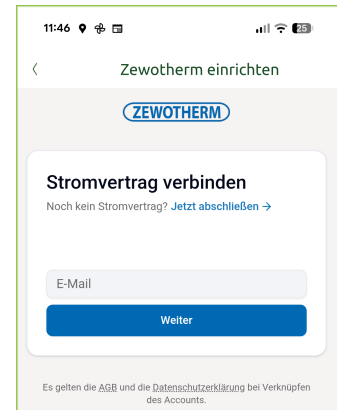 11:46
25
Zewotherm einrichten
ZEWOTHERM
Stromvertrag verbinden
Noch kein Stromvertrag? Jetzt abschließen →
E-Mail
Weiter
Es gelten die AGB und die Datenschutzerklärung bei Verknüpfen
des Accounts.